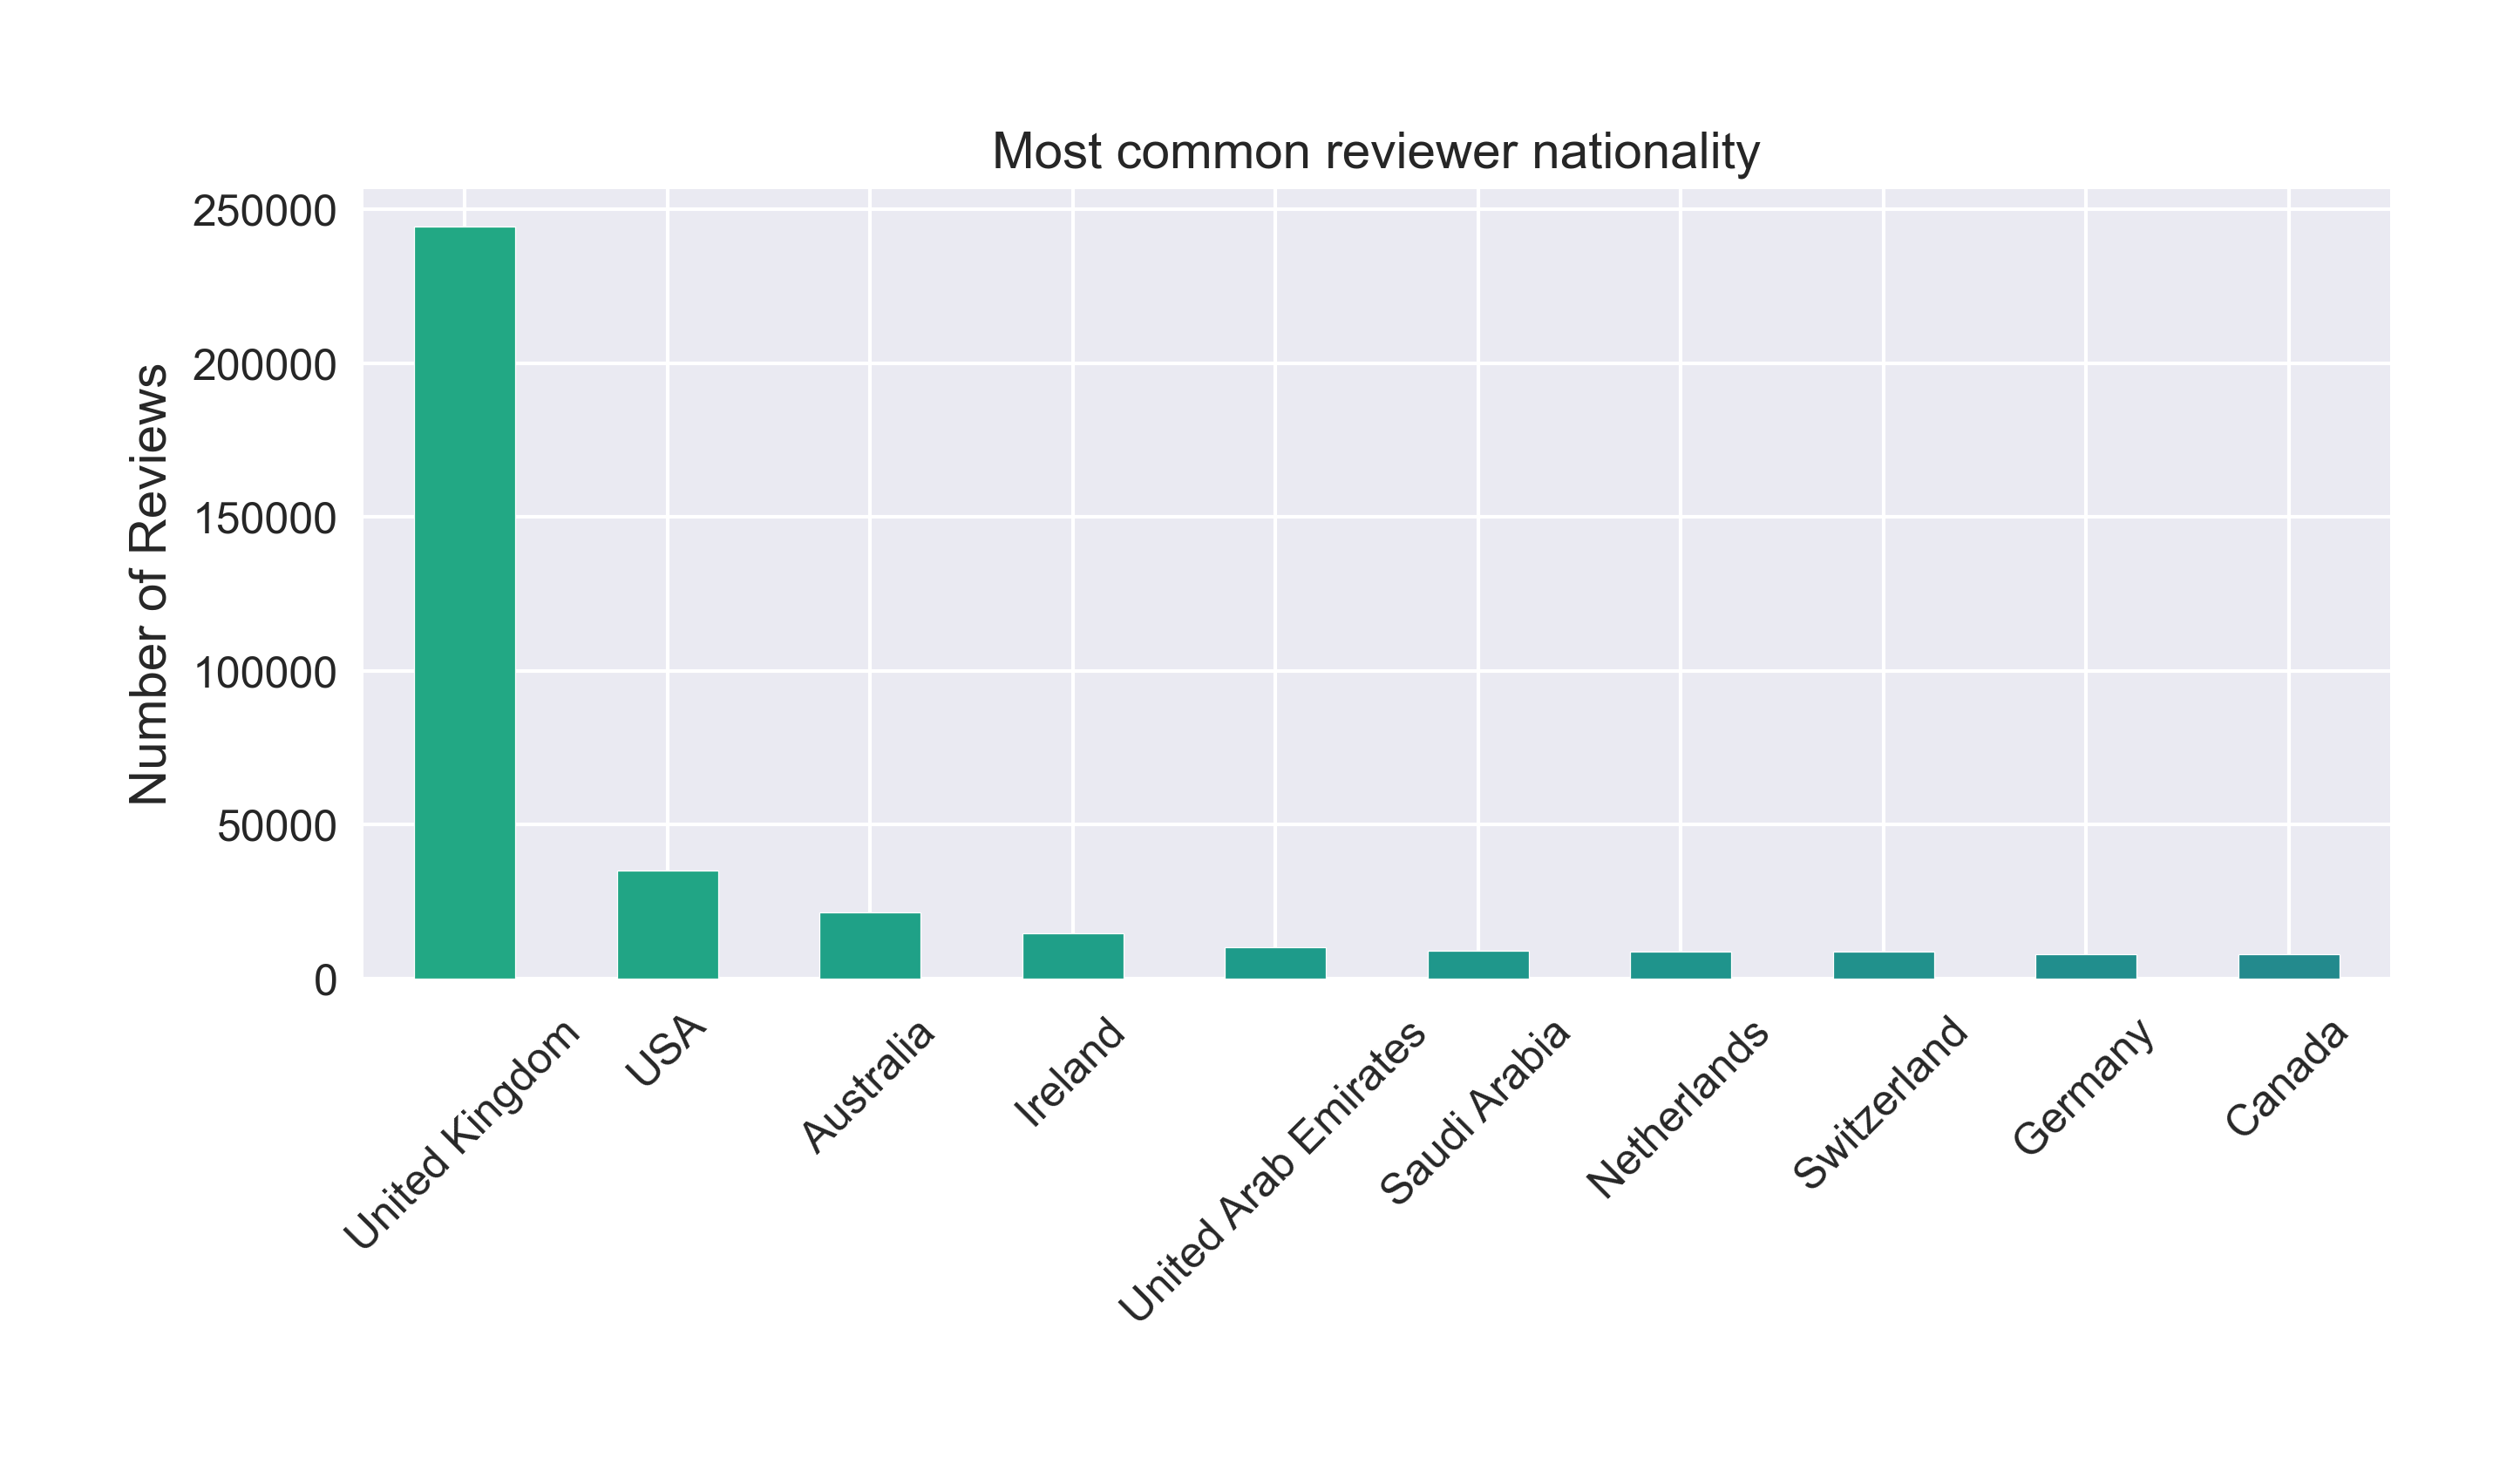 Most common reviewer nationality
Number of Reviews
250000
200000
150000
100000
50000
0
United Kingdom
USA
Australia
Ireland
United Arab Emirates
Saudi Arabia
Netherlands
Switzerland
Germany
Canada